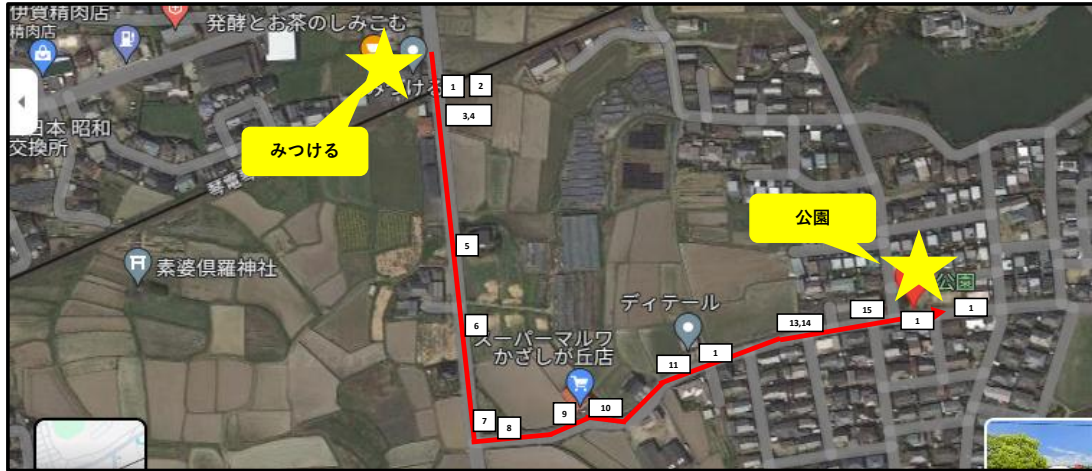 伊賀精肉店
精肉店
発酵とお茶のしみこむ
みつける
1
2
3,4
日本 昭和
交換所
みつける
琴電
5
公園
素婆倶羅神社
公園
ディテール
15
1
1
13,14
6
スーパーマルワ
かざしが丘店
1
11
10
9
7
8